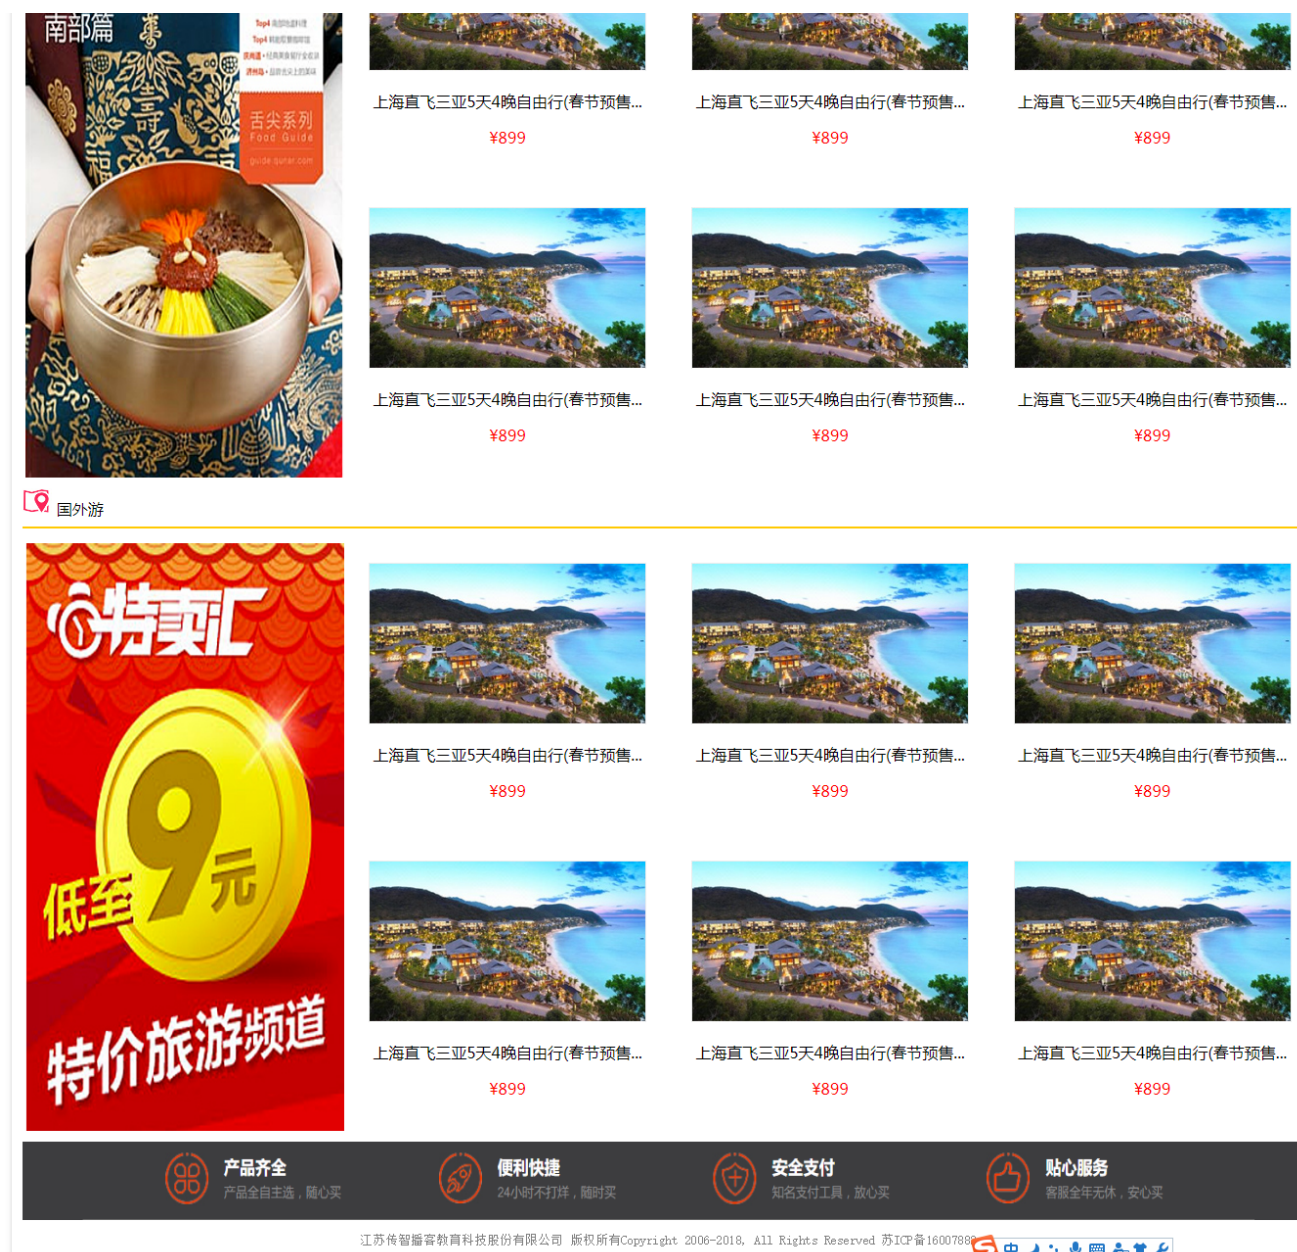 南部篇
Top4 南部地道料理
舌尖系列
Food Guide
guide.qunar.com
上海直飞三亚5天4晚自由行(春节预售...
上海直飞三亚5天4晚自由行(春节预售...
上海直飞三亚5天4晚自由行(春节预售...
¥899
¥899
¥899
上海直飞三亚5天4晚自由行(春节预售...
上海直飞三亚5天4晚自由行(春节预售...
上海直飞三亚5天4晚自由行(春节预售...
¥899
¥899
¥899
国外游
特卖汇
低至9元
特价旅游频道
上海直飞三亚5天4晚自由行(春节预售...
上海直飞三亚5天4晚自由行(春节预售...
上海直飞三亚5天4晚自由行(春节预售...
¥899
¥899
¥899
上海直飞三亚5天4晚自由行(春节预售...
上海直飞三亚5天4晚自由行(春节预售...
上海直飞三亚5天4晚自由行(春节预售...
¥899
¥899
¥899
产品齐全
产品全自主选，随心买
便利快捷
24小时不打烊，随时买
安全支付
知名支付工具，放心买
贴心服务
客服全年无休，安心买
江苏传智播客教育科技股份有限公司 版权所有Copyright 2006-2018, All Rights Reserved 苏ICP备16007882
中